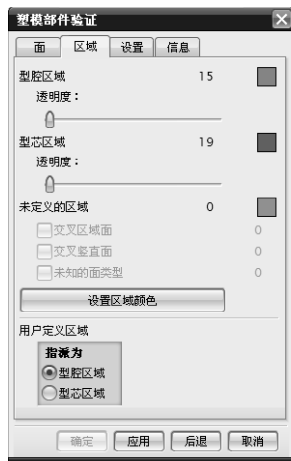 塑模部件验证
面 区域 设置 信息
型腔区域 15
透明度：
型芯区域 19
透明度：
未定义的区域 0
交叉区域面 0
交叉竖直面 0
未知的面类型 0
设置区域颜色
用户定义区域
指派为
型腔区域
型芯区域
确定 应用 后退 取消